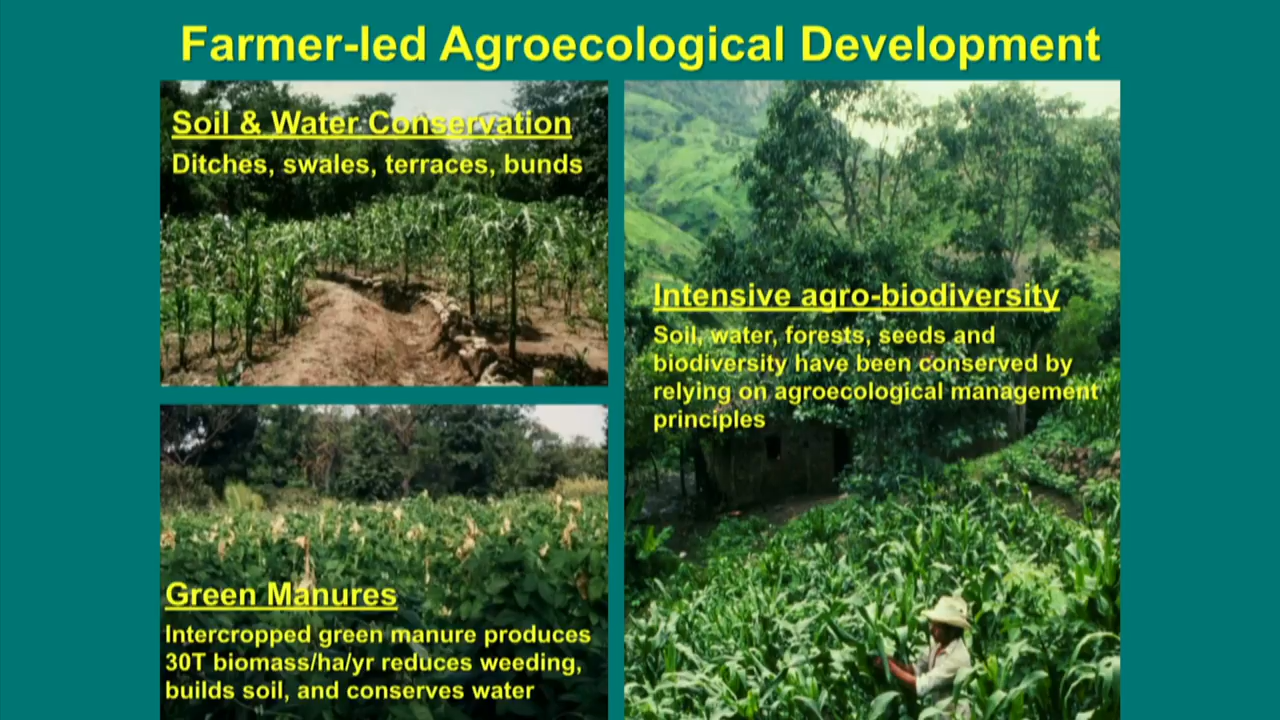 Farmer-led Agroecological Development
Soil & Water Conservation
Ditches, swales, terraces, bunds
Intensive agro-biodiversity
Soil, water, forests, seeds and
biodiversity have been conserved by
relying on agroecological management
principles
Green Manures
Intercropped green manure produces
30T biomass/ha/yr reduces weeding,
builds soil, and conserves water